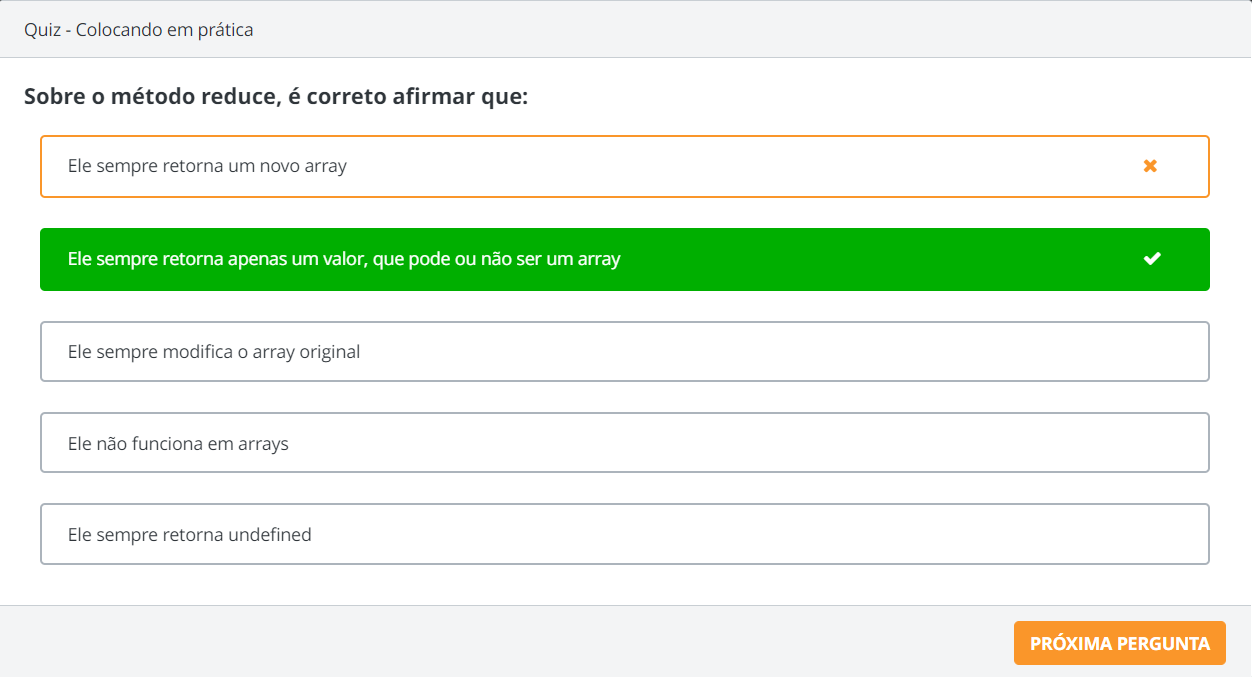 Quiz - Colocando em prática
Sobre o método reduce, é correto afirmar que:
Ele sempre retorna um novo array
Ele sempre retorna apenas um valor, que pode ou não ser um array
Ele sempre modifica o array original
Ele não funciona em arrays
Ele sempre retorna undefined
PRÓXIMA PERGUNTA